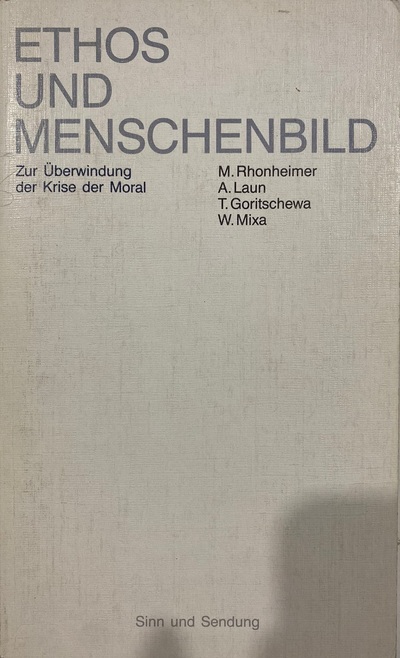 ETHOS
UND
MENSCHENBILD
Zur Überwindung
der Krise der Moral
M. Rhonheimer
A. Laun
T. Goritschewa
W. Mixa
Sinn und Sendung